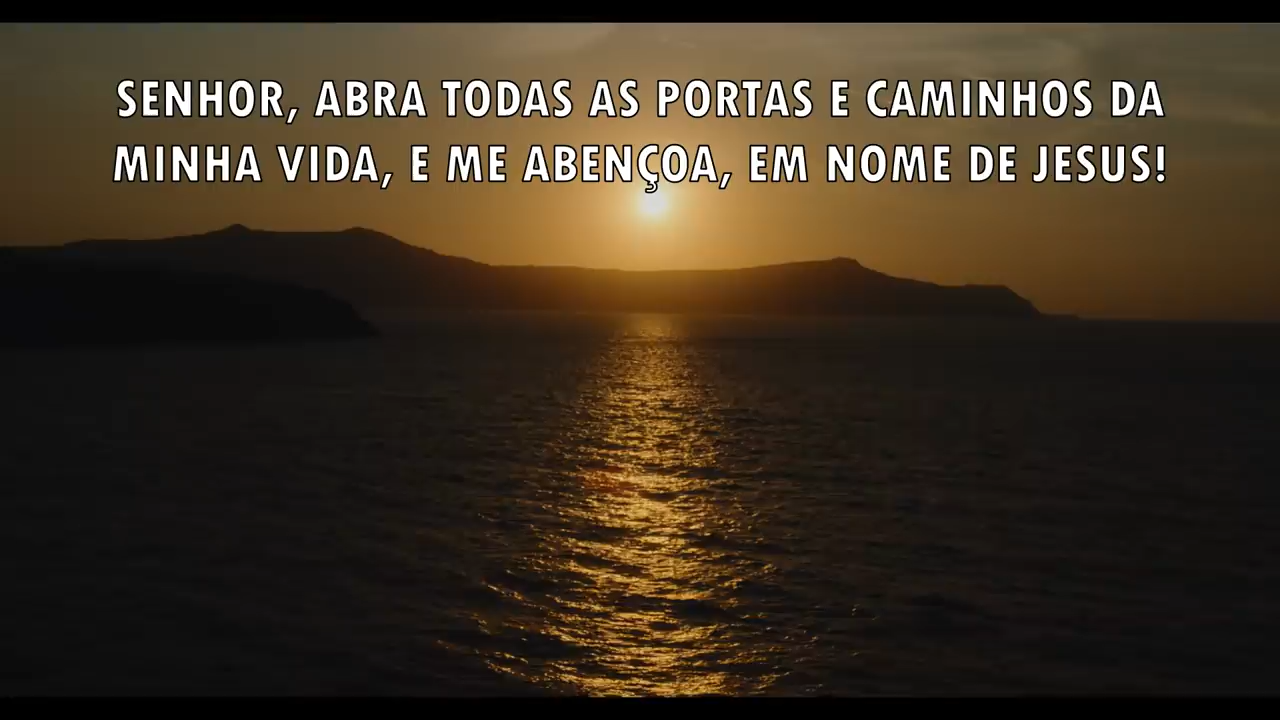 SENHOR, ABRA TODAS AS PORTAS E CAMINHOS DA
MINHA VIDA, E ME ABENÇOA, EM NOME DE JESUS!